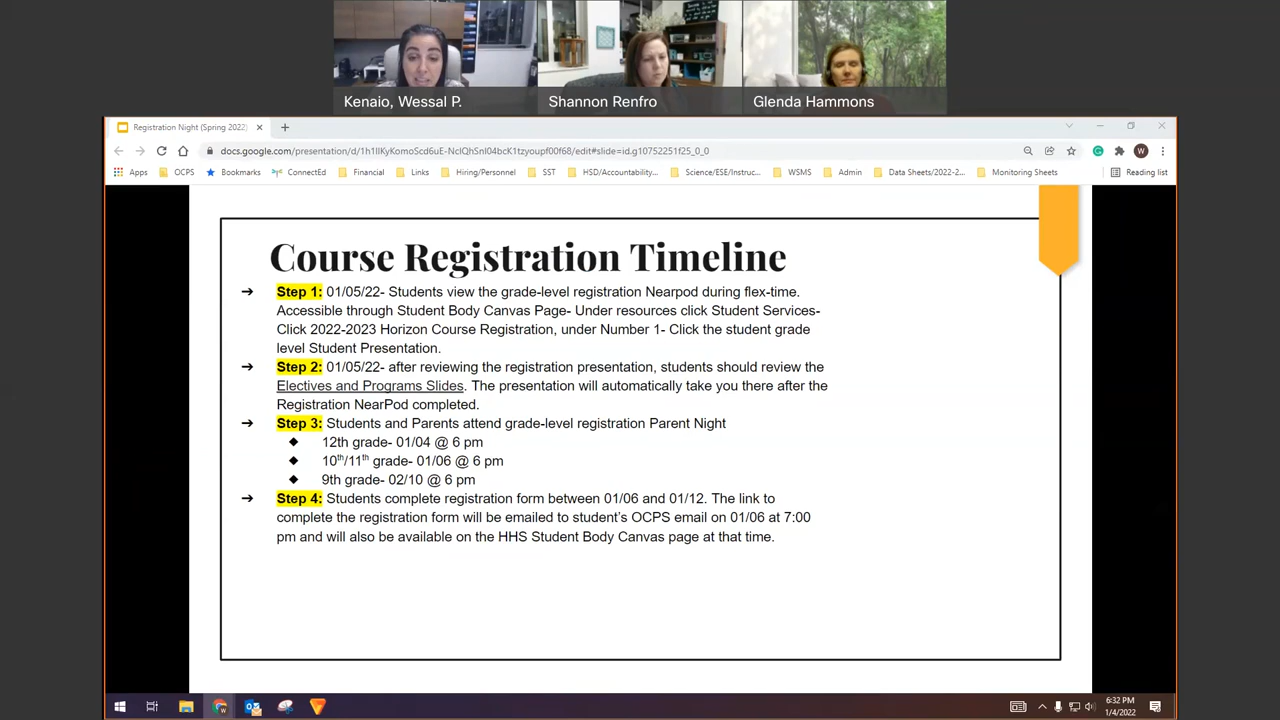 Kenaio, Wessal P.
Shannon Renfro
Glenda Hammons
Registration Night (Spring 2022)
docs.google.com/presentation/d/1h1IlKyKomoScd6uE-NcIQhSnI04bcK1tzyoupf00f68/edit#slide=id.g10752251f25_0_0
W
Apps OCPS Bookmarks ConnectEd Financial Links Hiring/Personnel SST HSD/Accountability... Science/ESE/Instruc... WSMS Admin Data Sheets/2022-2... Monitoring Sheets Reading list
Course Registration Timeline
➔ Step 1: 01/05/22- Students view the grade-level registration Nearpod during flex-time.
Accessible through Student Body Canvas Page- Under resources click Student Services-
Click 2022-2023 Horizon Course Registration, under Number 1- Click the student grade
level Student Presentation.
➔ Step 2: 01/05/22- after reviewing the registration presentation, students should review the
Electives and Programs Slides. The presentation will automatically take you there after the
Registration NearPod completed.
➔ Step 3: Students and Parents attend grade-level registration Parent Night
◆ 12th grade- 01/04 @ 6 pm
◆ 10th/11th grade- 01/06 @ 6 pm
◆ 9th grade- 02/10 @ 6 pm
➔ Step 4: Students complete registration form between 01/06 and 01/12. The link to
complete the registration form will be emailed to student's OCPS email on 01/06 at 7:00
pm and will also be available on the HHS Student Body Canvas page at that time.
6:32 PM
1/4/2022